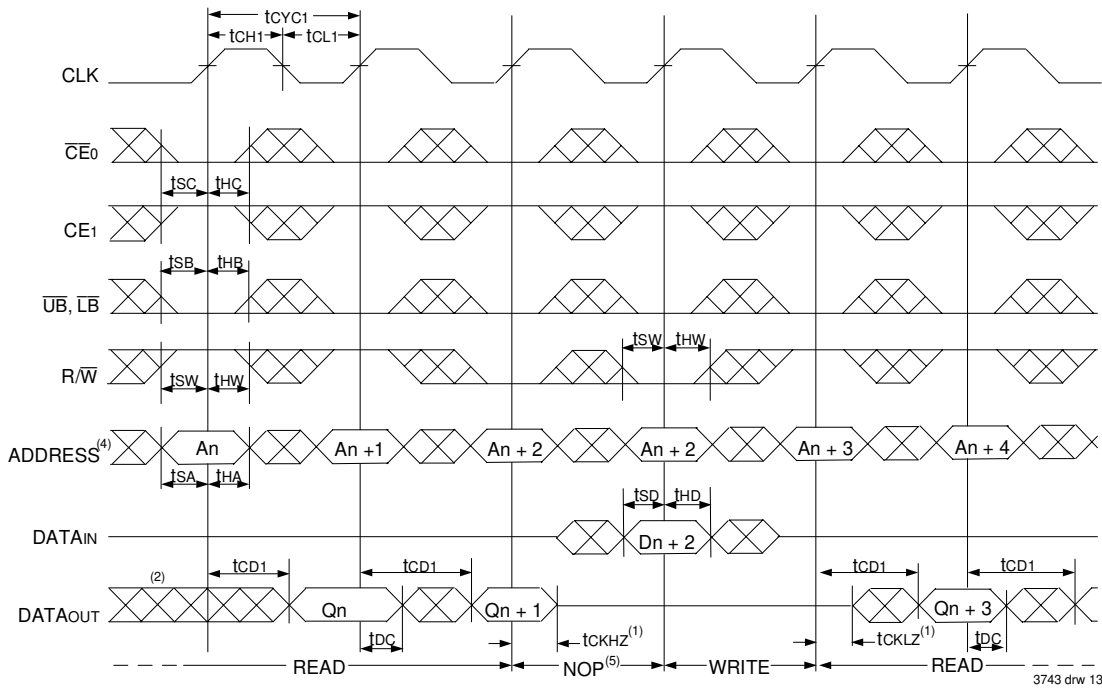 tCYC1
tCH1 tCL1
CLK
CE0
tSC tHC
CE1
tSB tHB
UB, LB
tSW tHW
R/W
tSW tHW
ADDRESS(4) An An +1 An + 2 An + 2 An + 3 An + 4
tSA tHA
tSD tHD
DATAIN Dn + 2
(2) tCD1 tCD1 tCD1 tCD1
DATAOUT Qn Qn + 1 Qn + 3
tDC tCKHZ(1) tCKLZ(1) tDC
READ NOP(5) WRITE READ
3743 drw 13